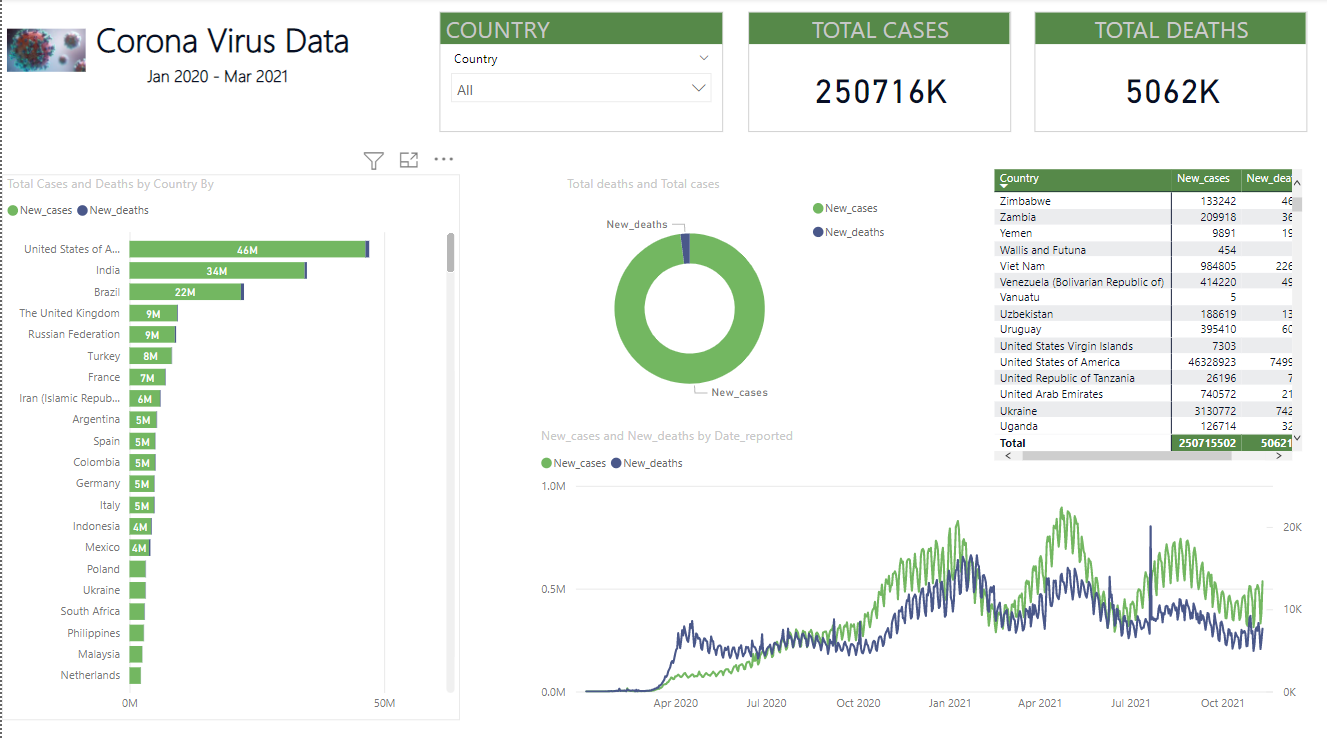 Corona Virus Data
Jan 2020 - Mar 2021
COUNTRY
Country
All
TOTAL CASES
250716K
TOTAL DEATHS
5062K
Total Cases and Deaths by Country By
New_cases New_deaths
United States of A... 46M
India 34M
Brazil 22M
The United Kingdom 9M
Russian Federation 9M
Turkey 8M
France 7M
Iran (Islamic Repub... 6M
Argentina 5M
Spain 5M
Colombia 5M
Germany 5M
Italy 5M
Indonesia 4M
Mexico 4M
Poland
Ukraine
South Africa
Philippines
Malaysia
Netherlands
0M 50M
Total deaths and Total cases
New_cases
New_deaths
New_deaths
New_cases
Country New_cases New_dea
Zimbabwe 133242 46
Zambia 209918 36
Yemen 9891 19
Wallis and Futuna 454
Viet Nam 984805 226
Venezuela (Bolivarian Republic of) 414220 49
Vanuatu 5
Uzbekistan 188619 13
Uruguay 395410 60
United States Virgin Islands 7303
United States of America 46328923 7499
United Republic of Tanzania 26196 7
United Arab Emirates 740572 21
Ukraine 3130772 742
Uganda 126714 32
Total 250715502 50621
New_cases and New_deaths by Date_reported
New_cases New_deaths
1.0M
20K
0.5M
10K
0.0M
0K
Apr 2020 Jul 2020 Oct 2020 Jan 2021 Apr 2021 Jul 2021 Oct 2021